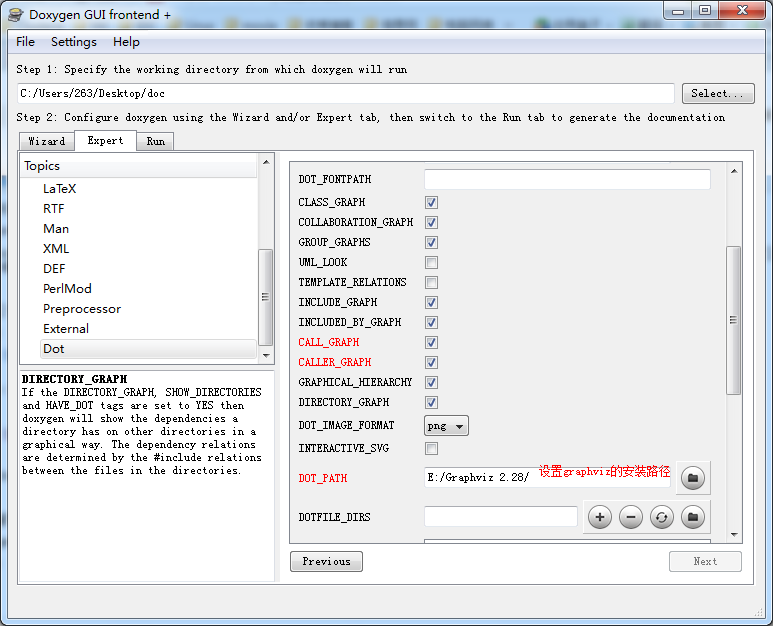 Doxygen GUI frontend +
File Settings Help
Step 1: Specify the working directory from which doxygen will run
C:/Users/263/Desktop/doc
Select...
Step 2: Configure doxygen using the Wizard and/or Expert tab, then switch to the Run tab to generate the documentation
Wizard Expert Run
Topics
LaTeX
RTF
Man
XML
DEF
PerlMod
Preprocessor
External
Dot
DIRECTORY_GRAPH
If the DIRECTORY_GRAPH, SHOW_DIRECTORIES
and HAVE_DOT tags are set to YES then
doxygen will show the dependencies a
directory has on other directories in a
graphical way. The dependency relations
are determined by the #include relations
between the files in the directories.
DOT_FONTPATH
CLASS_GRAPH
COLLABORATION_GRAPH
GROUP_GRAPHS
UML_LOOK
TEMPLATE_RELATIONS
INCLUDE_GRAPH
INCLUDED_BY_GRAPH
CALL_GRAPH
CALLER_GRAPH
GRAPHICAL_HIERARCHY
DIRECTORY_GRAPH
DOT_IMAGE_FORMAT png
INTERACTIVE_SVG
DOT_PATH E:/Graphviz 2.28/ 设置graphviz的安装路径
DOTFILE_DIRS
Previous Next